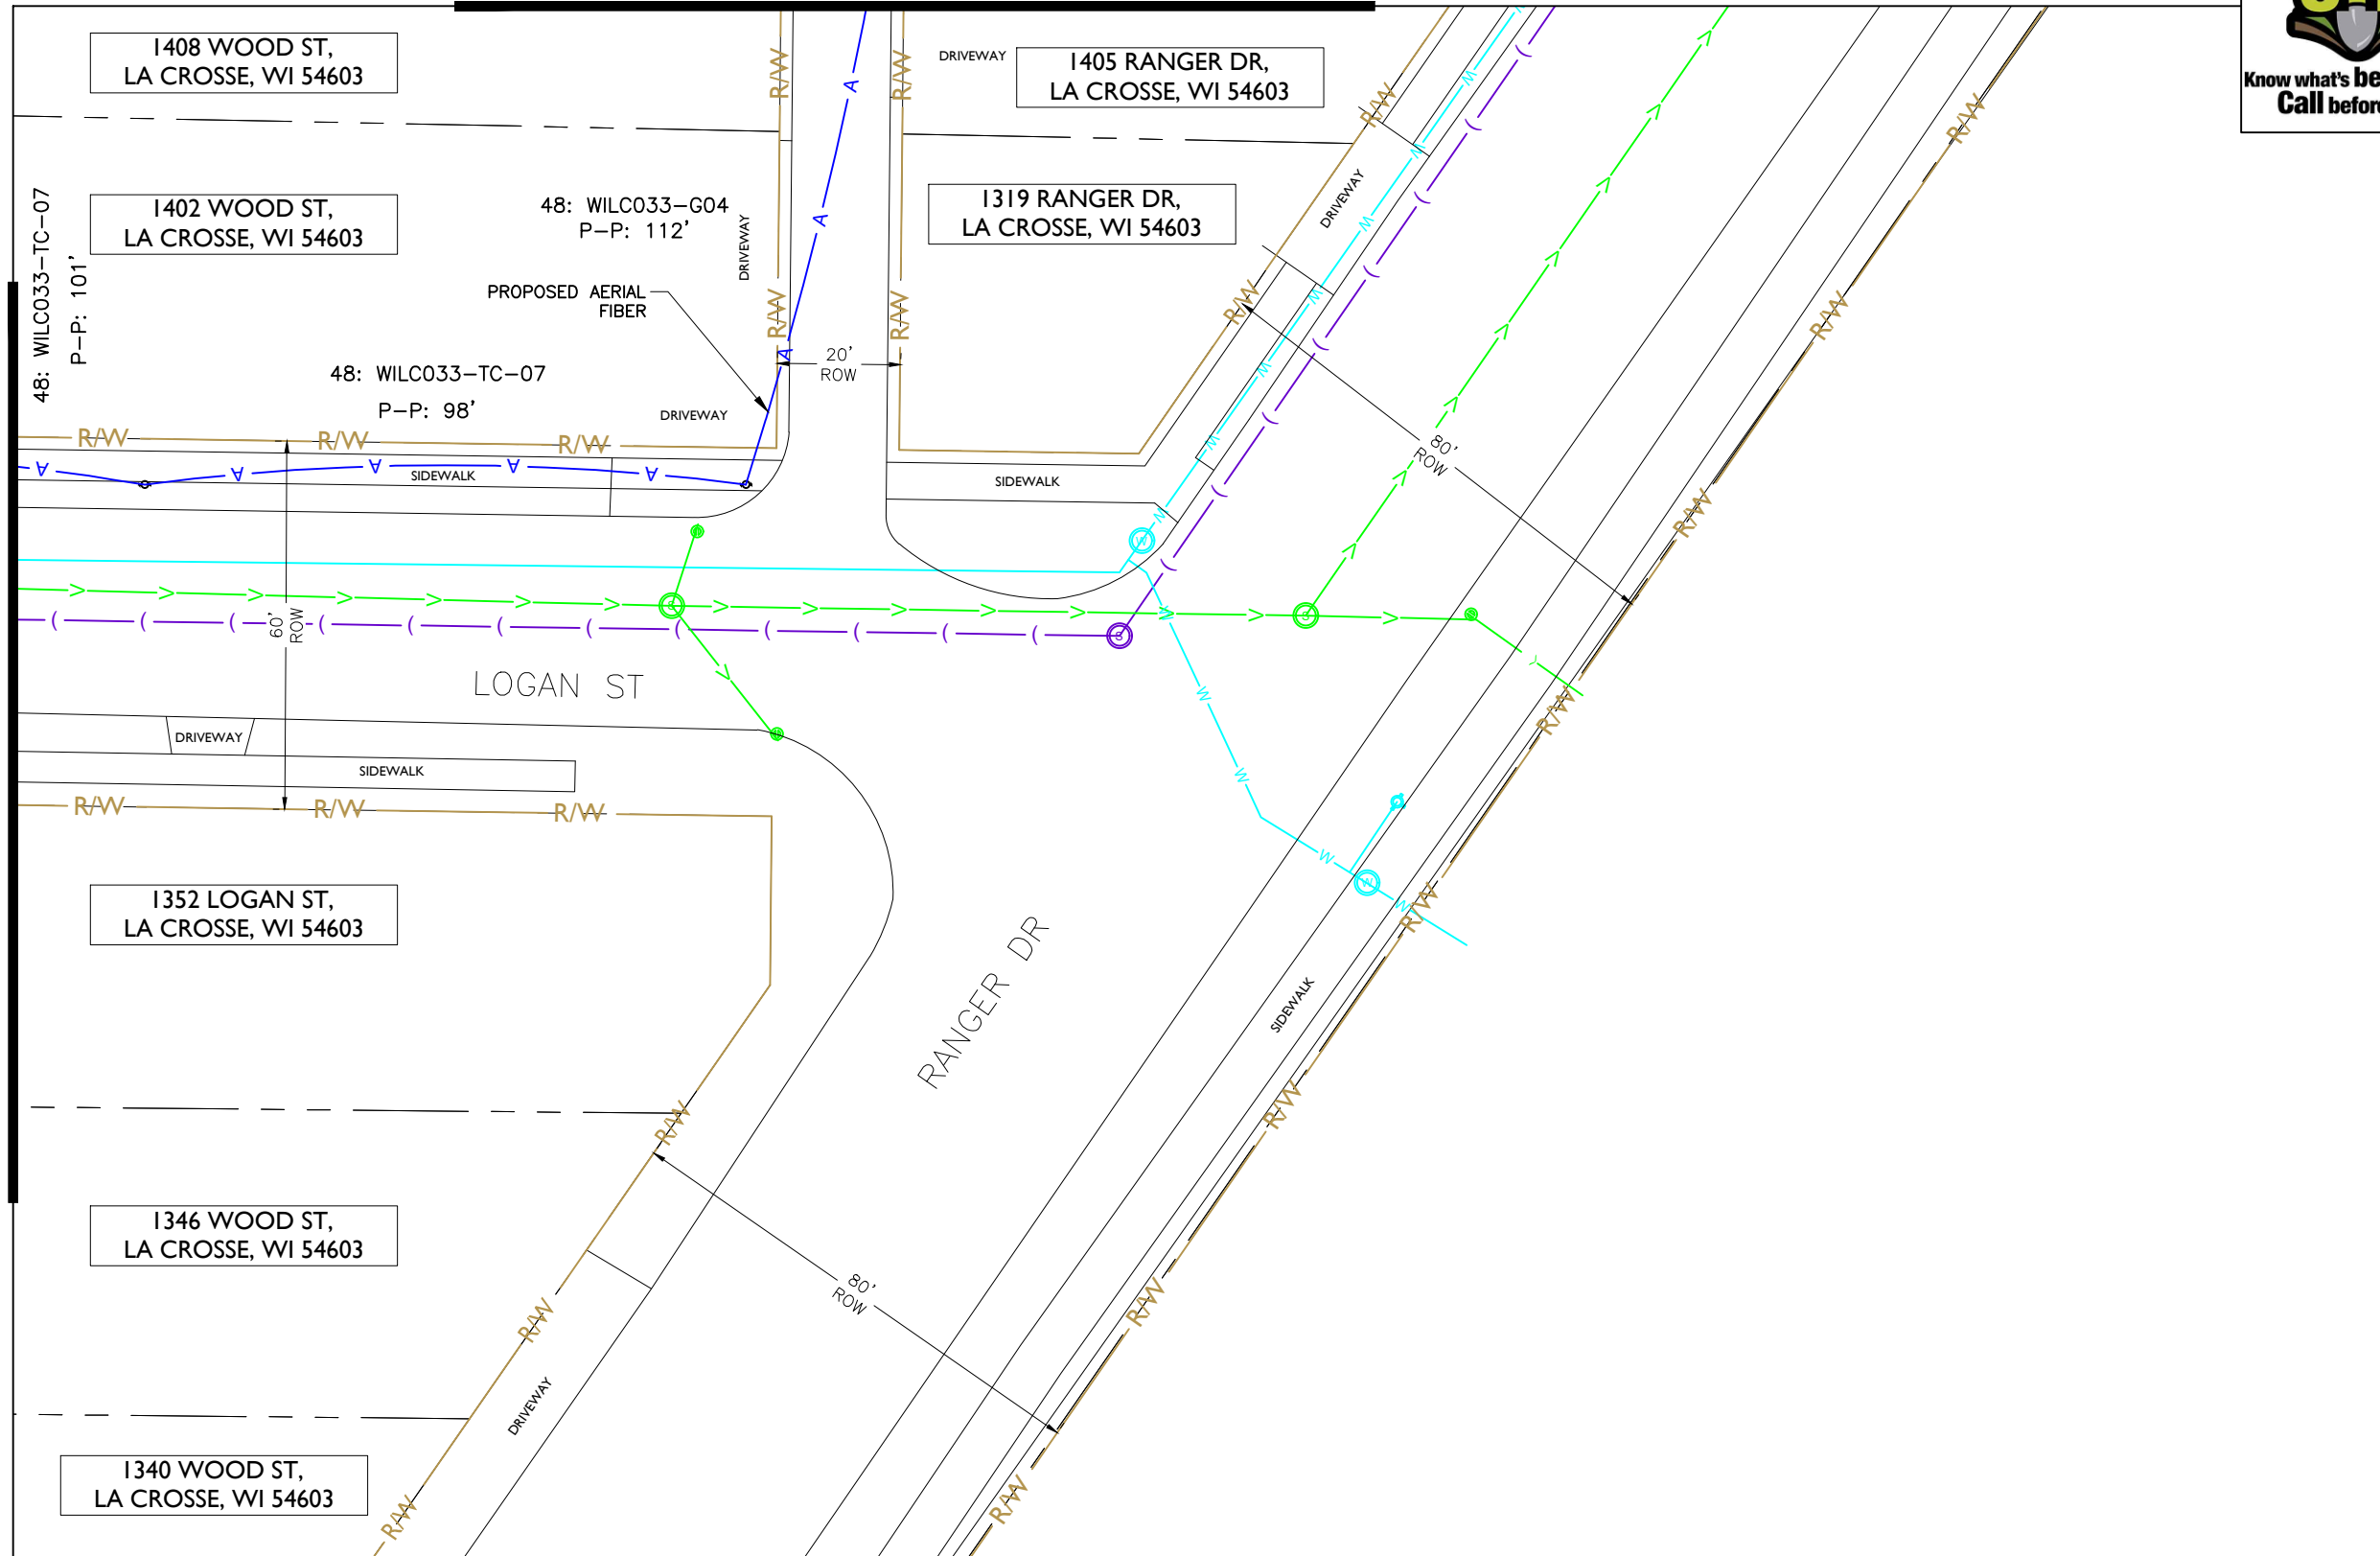 1408 WOOD ST,
LA CROSSE, WI 54603
DRIVEWAY
1405 RANGER DR,
LA CROSSE, WI 54603
Know what's
Call
R/W
R/W
R/W
R/W
A
W
W
1402 WOOD ST,
LA CROSSE, WI 54603
48: WILC033-G04
P-P: 112'
DRIVEWAY
A
1319 RANGER DR,
LA CROSSE, WI 54603
DRIVEWAY
W
48: WILC033-TC-07
P-P: 101'
PROPOSED AERIAL
FIBER
R/W
R/W
R/W
R/W
W
A
20'
ROW
W
48: WILC033-TC-07
P-P: 98'
DRIVEWAY
R/W
R/W
R/W
W
80'
ROW
A
A
A
A
A
SIDEWALK
SIDEWALK
R/W
W
W
S
S
S
W
60'
ROW
LOGAN ST
W
R/W
DRIVEWAY
SIDEWALK
W
R/W
R/W
R/W
W
W
W
R/W
1352 LOGAN ST,
LA CROSSE, WI 54603
RANGER DR
SIDEWALK
R/W
R/W
1346 WOOD ST,
LA CROSSE, WI 54603
80'
ROW
R/W
R/W
DRIVEWAY
1340 WOOD ST,
LA CROSSE, WI 54603
R/W
R/W